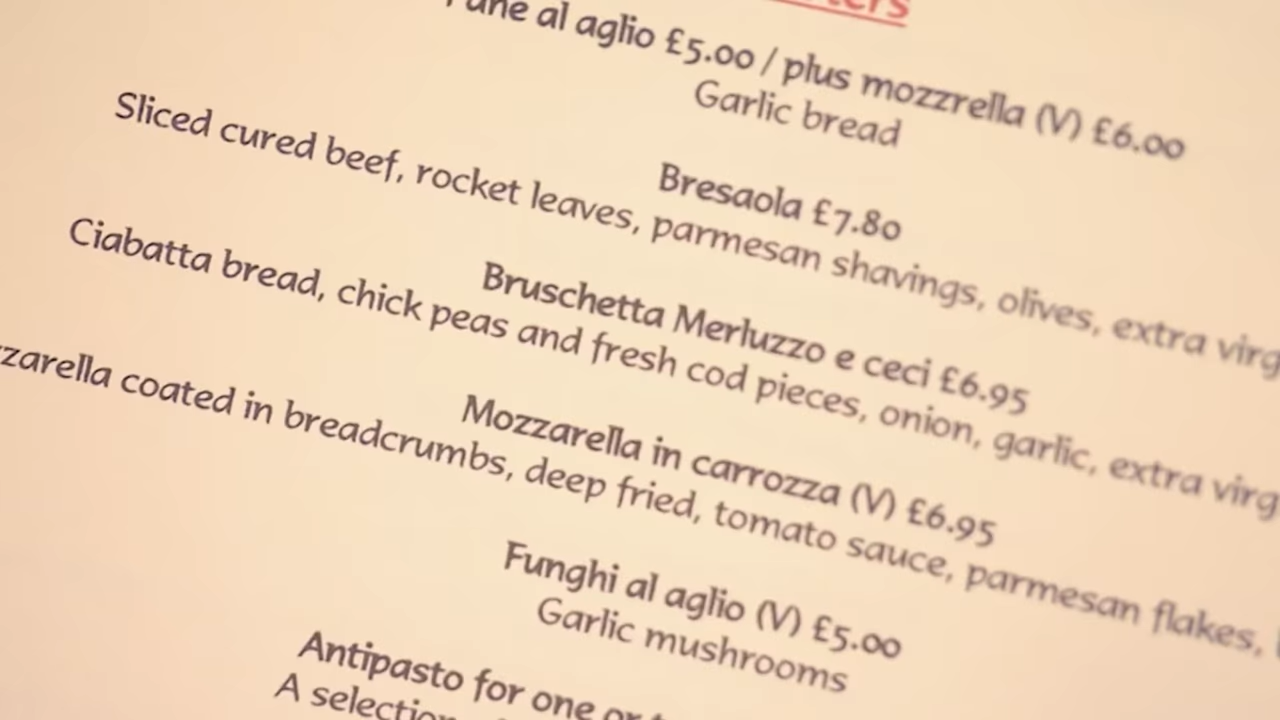 al aglio £5.00 / plus mozzrella (V) £6.00
Garlic bread
Bresaola £7.80
Sliced cured beef, rocket leaves, parmesan shavings, olives, extra
Bruschetta Merluzzo e ceci £6.95
Ciabatta bread, chick peas and fresh cod pieces, onion, garlic, extra
Mozzarella in carrozza (V) £6.95
coated in breadcrumbs, deep fried, tomato sauce, parmesan flakes,
Funghi al aglio (V) £5.00
Garlic mushrooms
Antipasto for one or
A